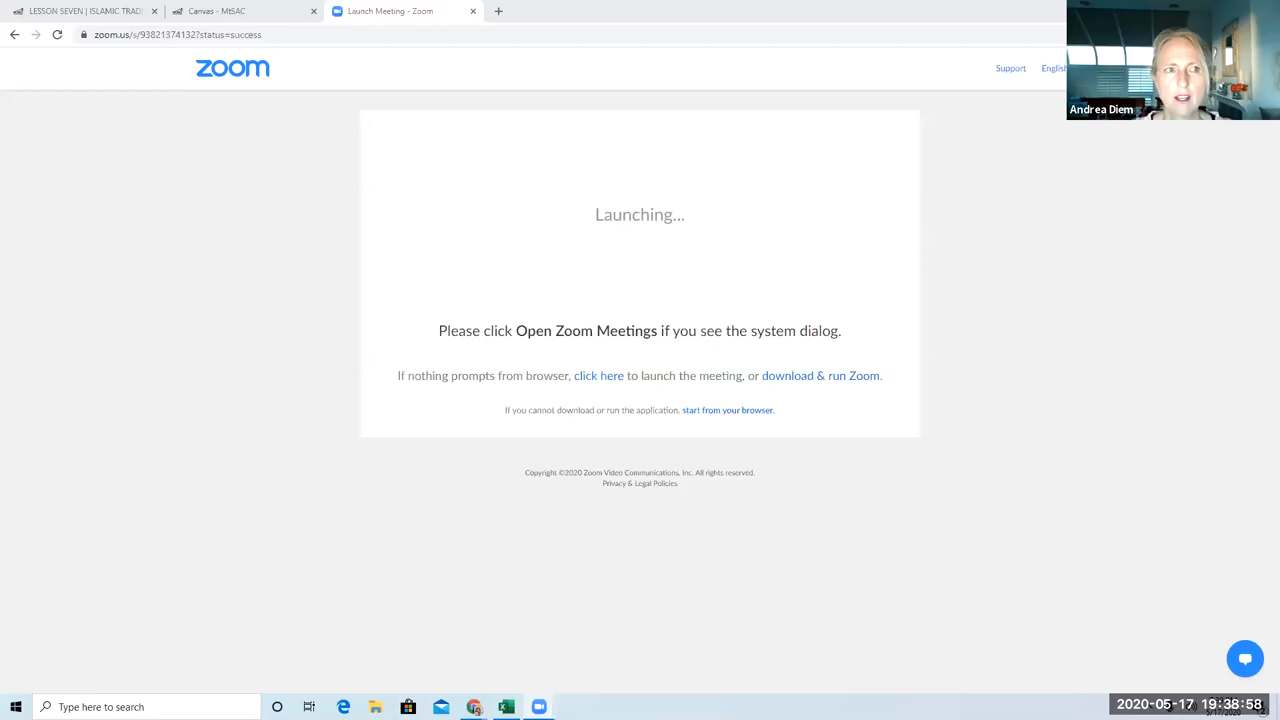 LESSON SEVEN | ISLAMIC TRADI
Canvas - MtSAC
Launch Meeting - Zoom
zoom.us/s/93821374132?status=success
zoom
Support
English
Andrea Diem
Launching...
Please click Open Zoom Meetings if you see the system dialog.
If nothing prompts from browser, click here to launch the meeting, or download & run Zoom.
If you cannot download or run the application, start from your browser.
Copyright ©2020 Zoom Video Communications, Inc. All rights reserved.
Privacy & Legal Policies
Type here to search
2020-05-17 19:38:58